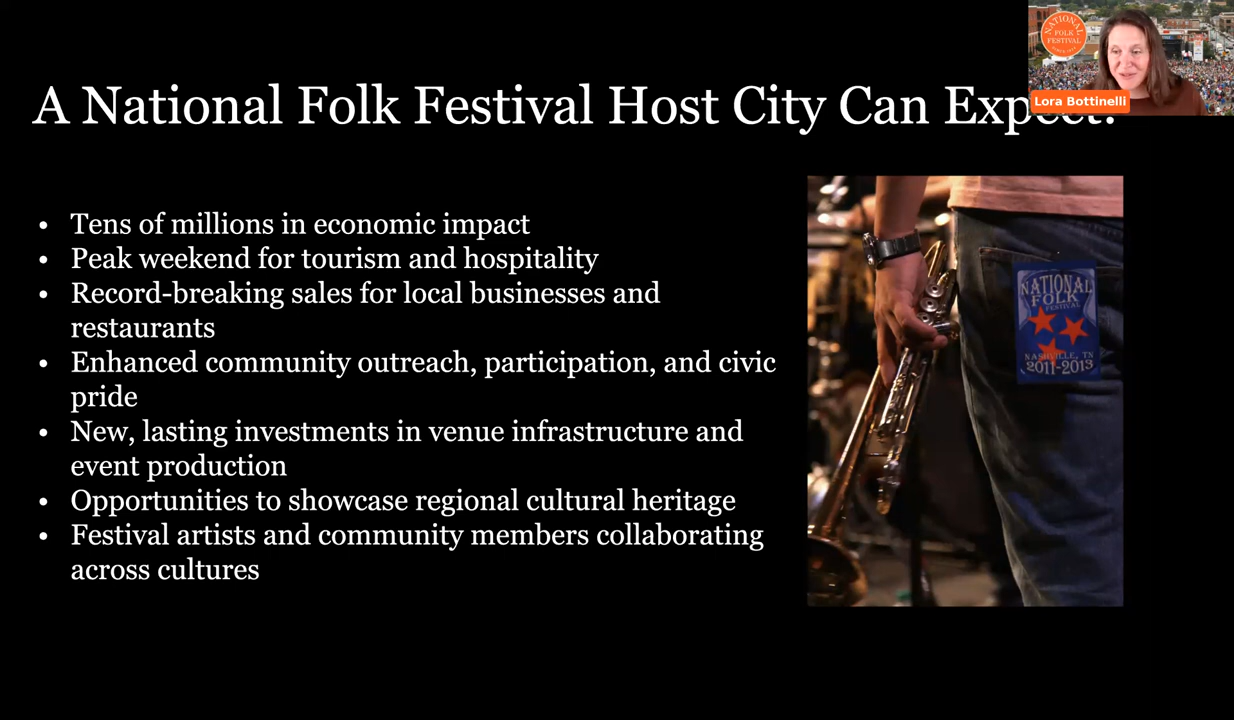 A National Folk Festival Host City Can Expect:
NATIONAL
FOLK
FESTIVAL
Lora Bottinelli
• Tens of millions in economic impact
• Peak weekend for tourism and hospitality
• Record-breaking sales for local businesses and
restaurants
• Enhanced community outreach, participation, and civic
pride
• New, lasting investments in venue infrastructure and
event production
• Opportunities to showcase regional cultural heritage
• Festival artists and community members collaborating
across cultures
NATIONAL
FOLK
FESTIVAL
NASHVILLE, TN
2011-2013